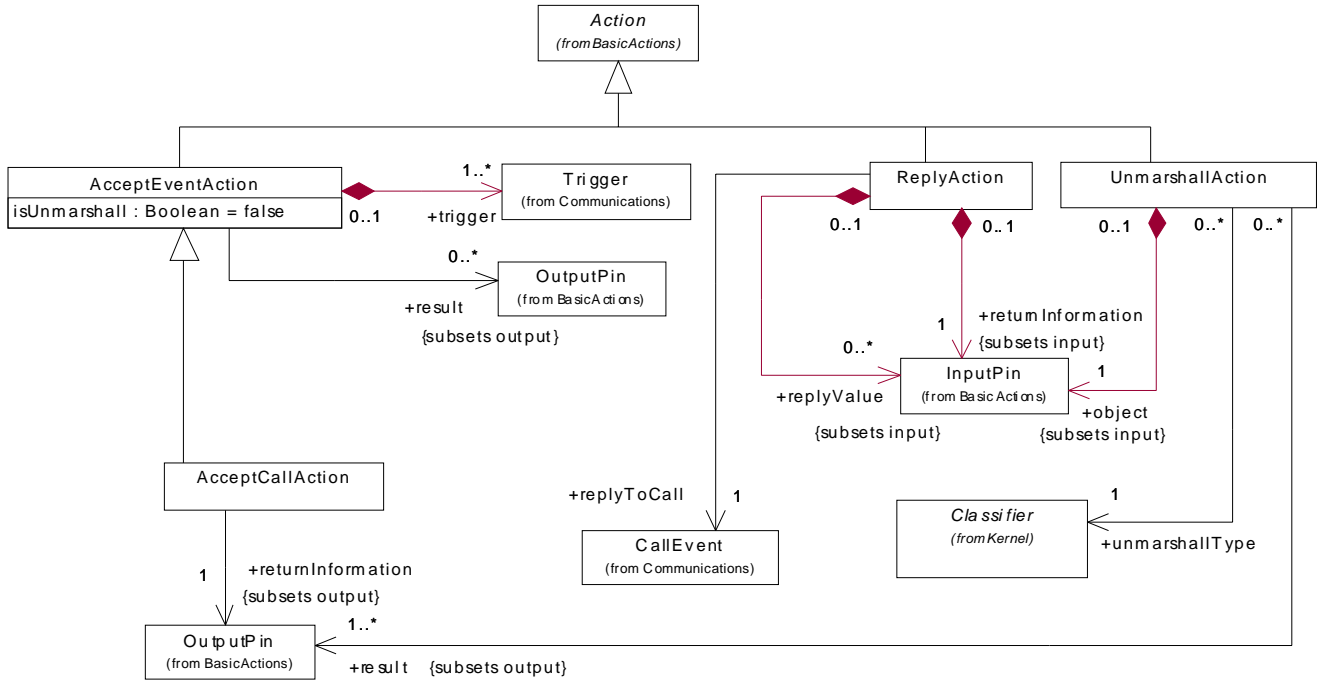 Action
(from BasicActions)
AcceptEventAction
isUnmarshall : Boolean = false
0..1
1..*
+trigger
Trigger
(from Communications)
ReplyAction
UnmarshallAction
0..1
0..1
0..1
0..*
0..*
0..*
+result
{subsets output}
OutputPin
(from BasicActions)
1
+returnInformation
{subsets input}
0..*
+replyValue
{subsets input}
InputPin
(from BasicActions)
1
+object
{subsets input}
AcceptCallAction
+replyToCall
1
CallEvent
(from Communications)
Classifier
(from Kernel)
1
+unmarshallType
1
+returnInformation
{subsets output}
OutputPin
(from BasicActions)
1..*
+result {subsets output}